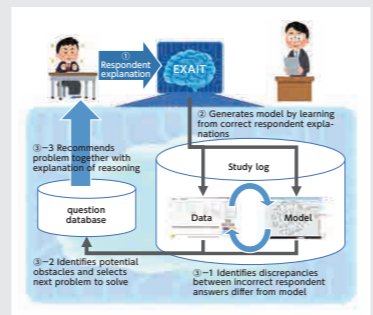 ①
Respondent
explanation
EXAIT
② Generates model by learning
from correct respondent expla-
nations
③−3 Recommends
problem together with
explanation of reasoning
Study log
question
database
Data
Model
③−2 Identifies potential
obstacles and selects
next problem to solve
③−1 Identifies discrepancies
between incorrect respondent
answers differ from model